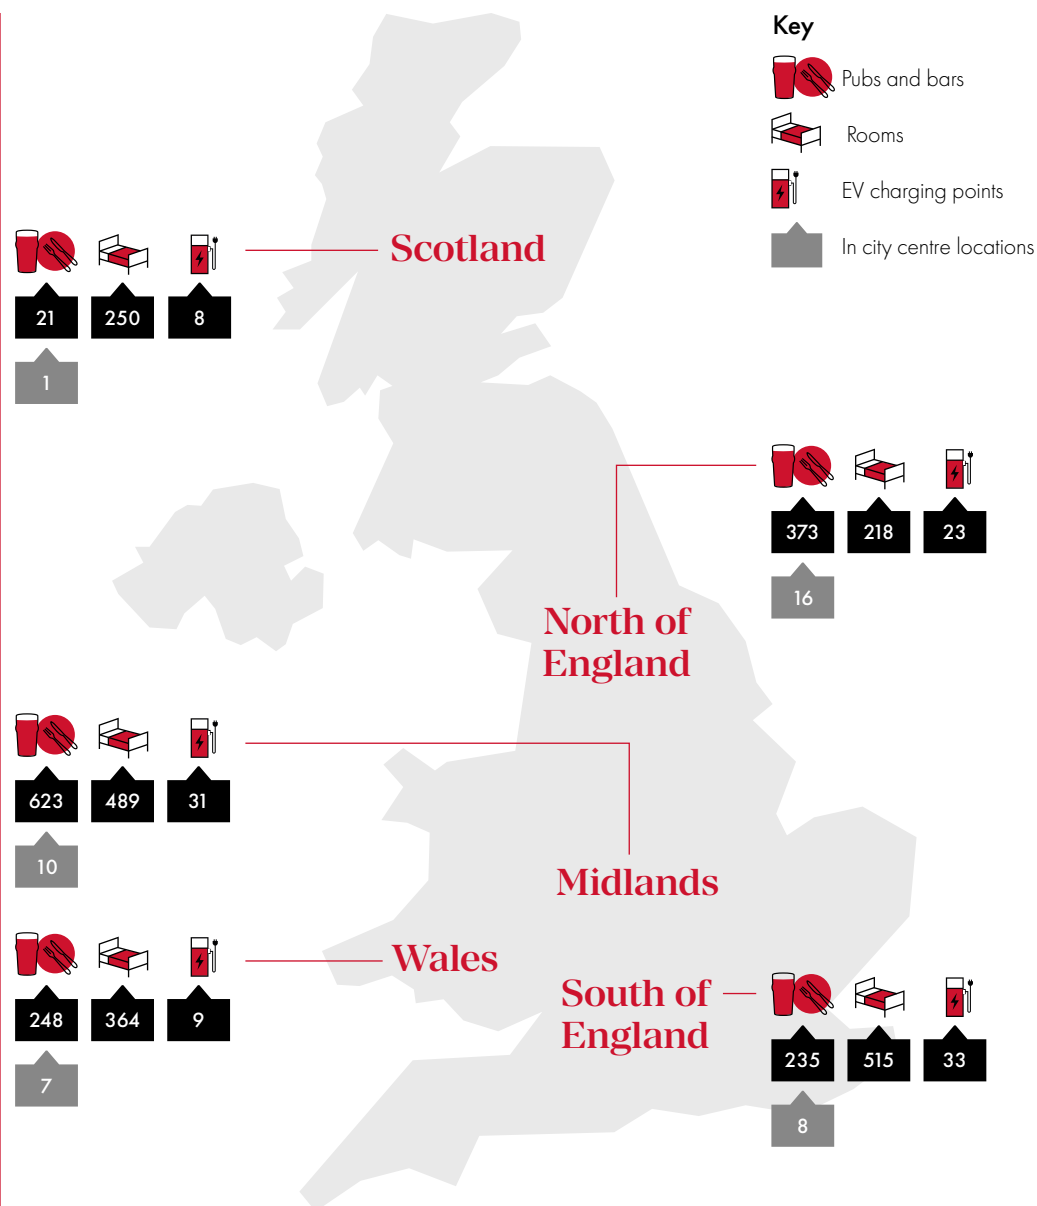 Key
Pubs and bars
Rooms
EV charging points
In city centre locations
Scotland
21 250 8
1
373 218 23
16
North of
England
623 489 31
10
Midlands
Wales
248 364 9
7
South of
England
235 515 33
8